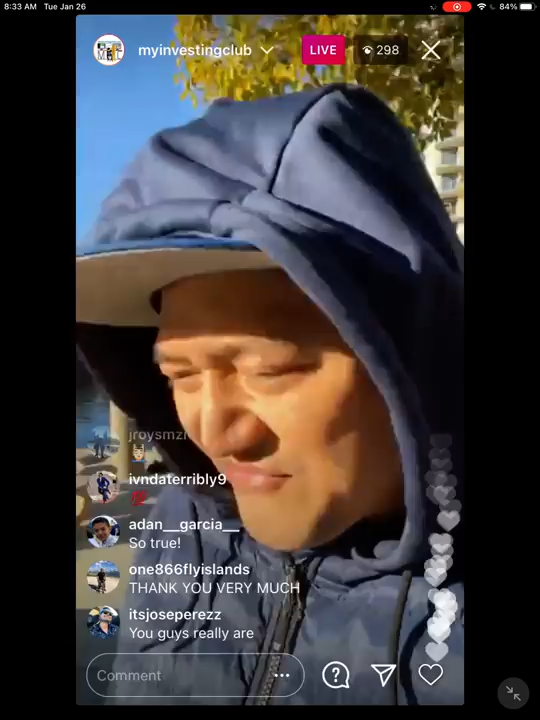 8:33 AM Tue Jan 26
84%
myinvestingclub
LIVE
298
ivndaterribly9
adan__garcia__
So true!
one866flyislands
THANK YOU VERY MUCH
itsjoseperezz
You guys really are
Comment